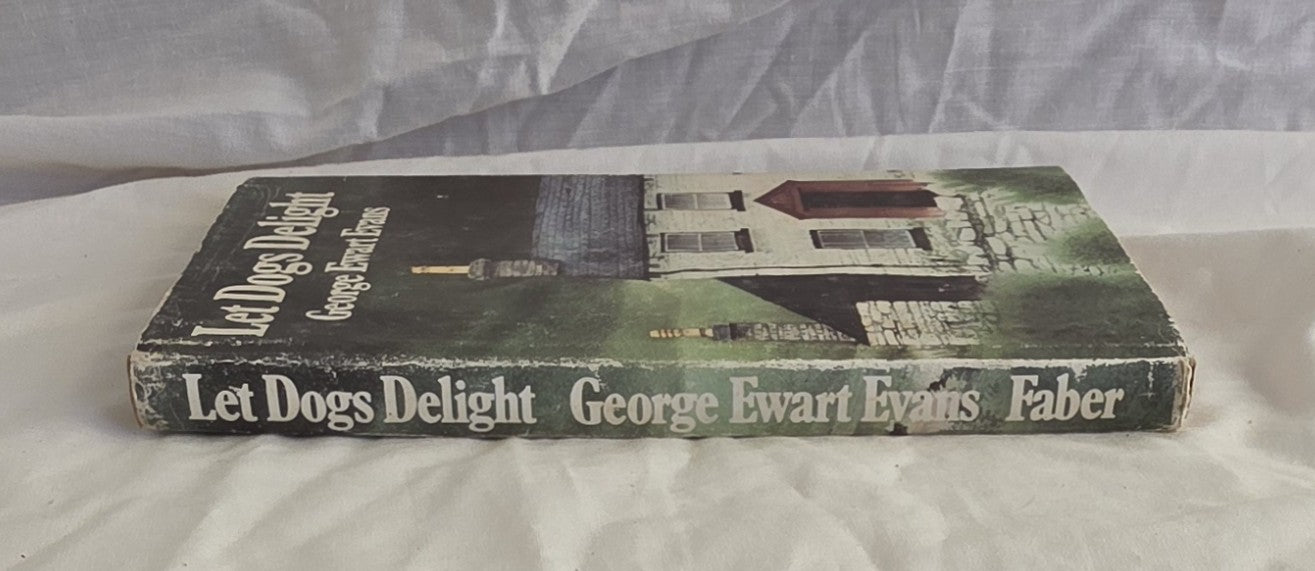 Let Dogs Delight
George Ewart Evans
Let Dogs Delight George Ewart Evans Faber